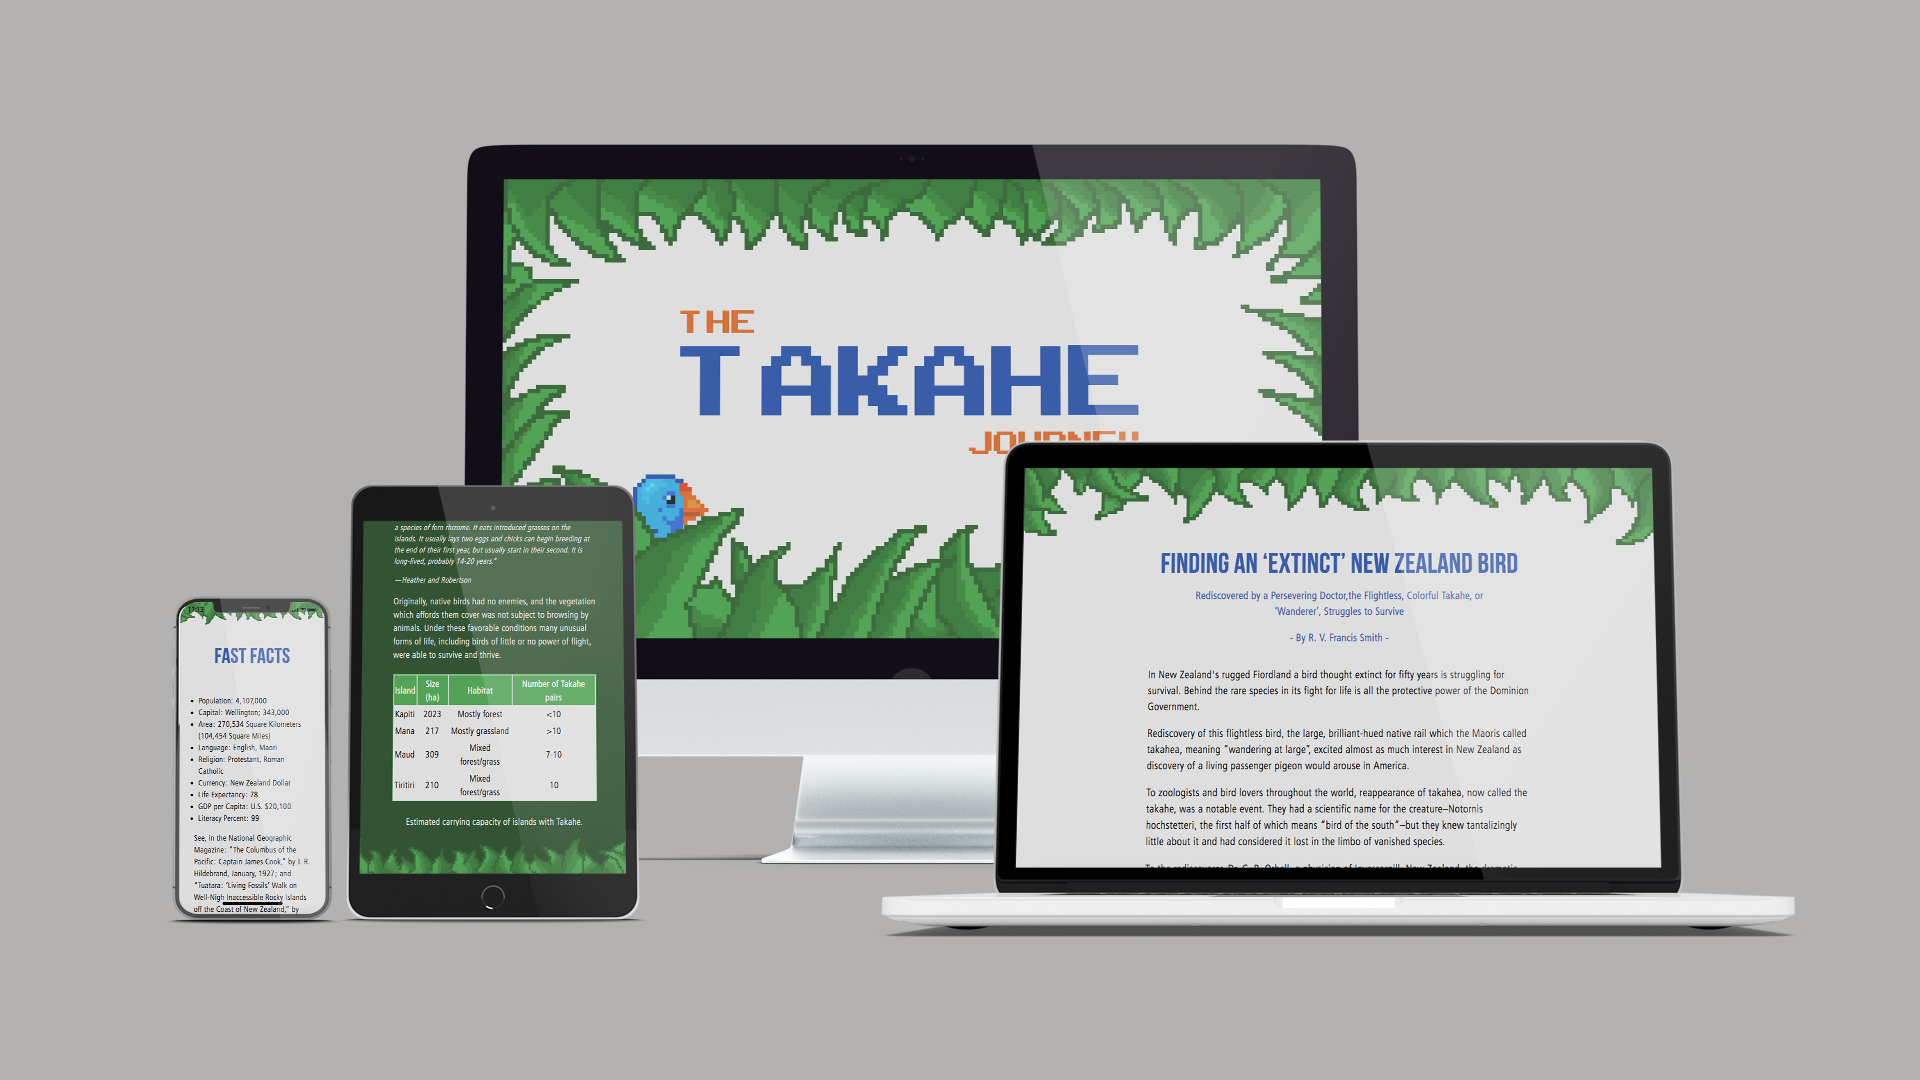 THE
TAKAHE
JOURNEY
11:13
FAST FACTS
• Population: 4,107,000
• Capital: Wellington; 343,000
• Area: 270,534 Square Kilometers
(104,454 Square Miles)
• Language: English, Maori
• Religion: Protestant, Roman
Catholic
• Currency: New Zealand Dollar
• Life Expectancy: 78
• GDP per Capita: U.S. $20,100
• Literacy Percent: 99
See, in the National Geographic
Magazine: “The Columbus of the
Pacific: Captain James Cook,” by J. R.
Hildebrand, January, 1927; and
“Tuatara: ‘Living Fossils’ Walk on
Well-Nigh Inaccessible Rocky Islands
off the Coast of New Zealand,” by
a species of fern rhizome. It eats introduced grasses on the
islands. It usually lays two eggs and chicks can begin breeding at
the end of their first year, but usually start in their second. It is
long-lived, probably 14-20 years.”
—Heather and Robertson
Originally, native birds had no enemies, and the vegetation
which affords them cover was not subject to browsing by
animals. Under these favorable conditions many unusual
forms of life, including birds of little or no power of flight,
were able to survive and thrive.
Island Size (ha) Habitat Number of Takahe pairs
Kapiti 2023 Mostly forest <10
Mana 217 Mostly grassland >10
Maud 309 Mixed forest/grass 7-10
Tiritiri 210 Mixed forest/grass 10
Estimated carrying capacity of islands with Takahe.
FINDING AN ‘EXTINCT’ NEW ZEALAND BIRD
Rediscovered by a Persevering Doctor,the Flightless, Colorful Takahe, or
‘Wanderer’, Struggles to Survive
- By R. V. Francis Smith -
In New Zealand's rugged Fiordland a bird thought extinct for fifty years is struggling for
survival. Behind the rare species in its fight for life is all the protective power of the Dominion
Government.
Rediscovery of this flightless bird, the large, brilliant-hued native rail which the Maoris called
takahea, meaning “wandering at large”, excited almost as much interest in New Zealand as
discovery of a living passenger pigeon would arouse in America.
To zoologists and bird lovers throughout the world, reappearance of takahea, now called the
takahe, was a notable event. They had a scientific name for the creature—Notornis
hochstetteri, the first half of which means “bird of the south”—but they knew tantalizingly
little about it and had considered it lost in the limbo of vanished species.